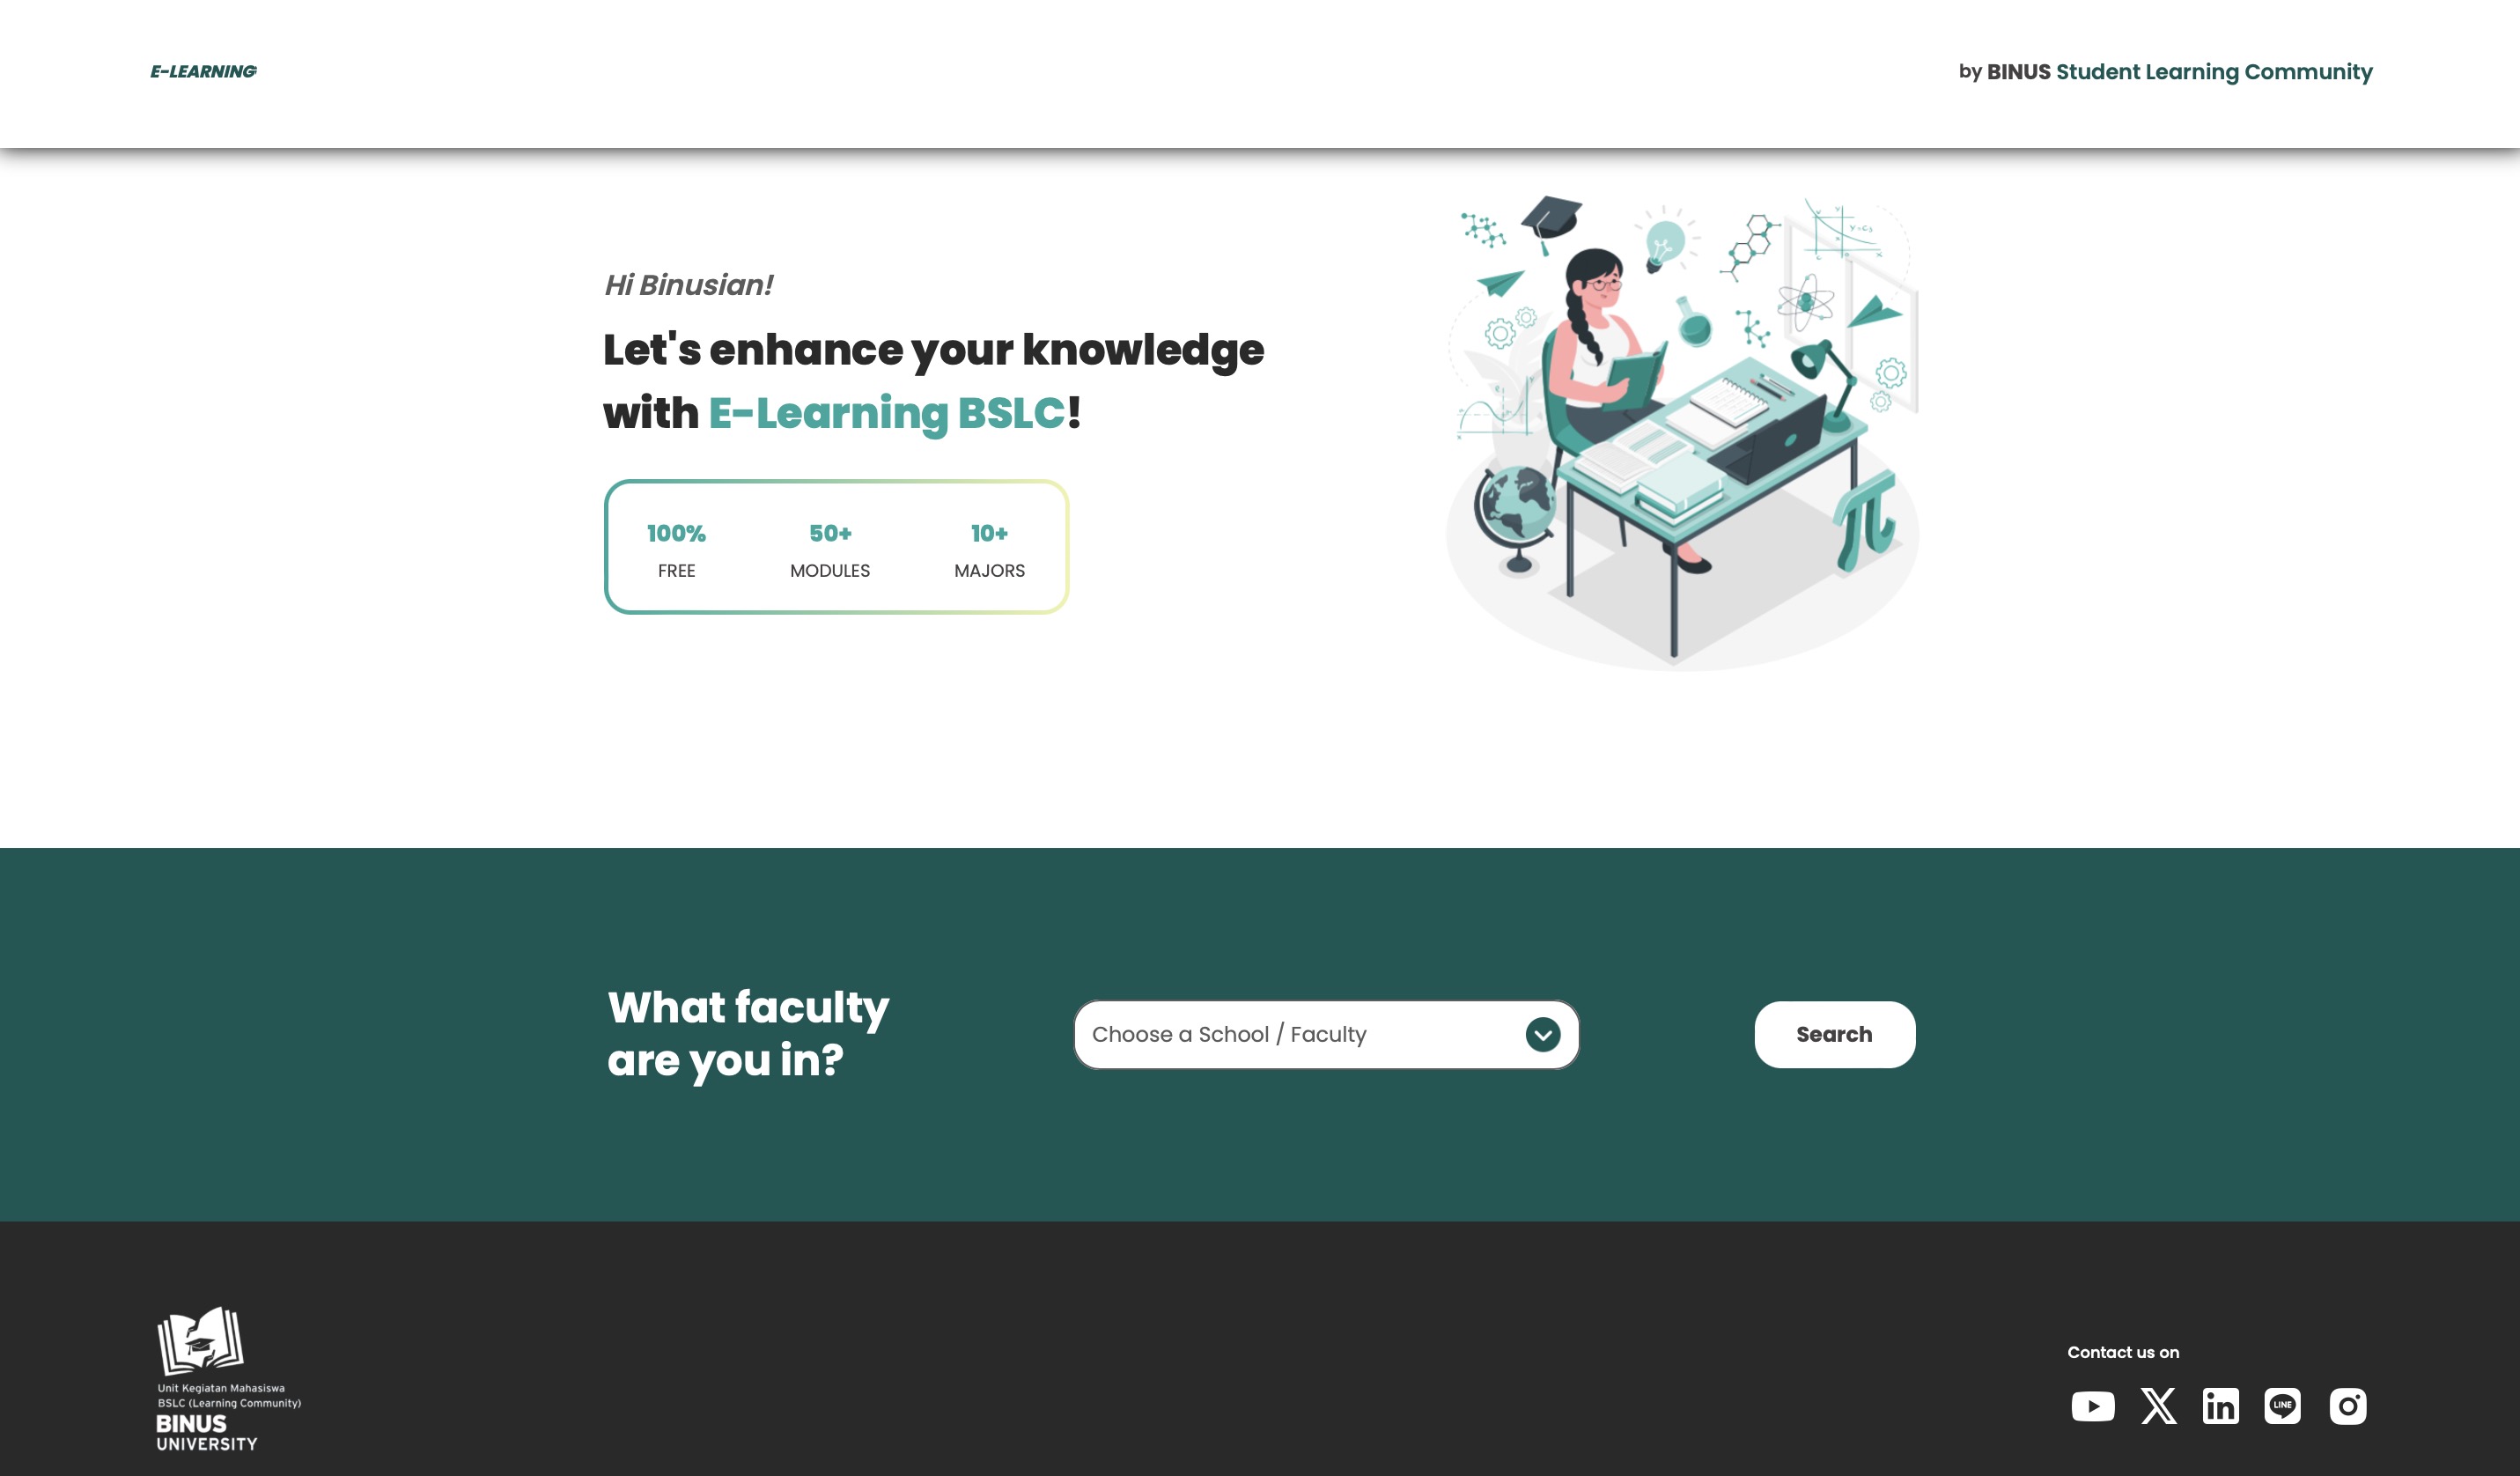 E-LEARNING
by BINUS Student Learning Community
Hi Binusian!
Let's enhance your knowledge
with E-Learning BSLC!
100%
FREE
50+
MODULES
10+
MAJORS
What faculty
are you in?
Choose a School / Faculty
Search
Unit Kegiatan Mahasiswa
BSLC (Learning Community)
BINUS
UNIVERSITY
Contact us on
LINE